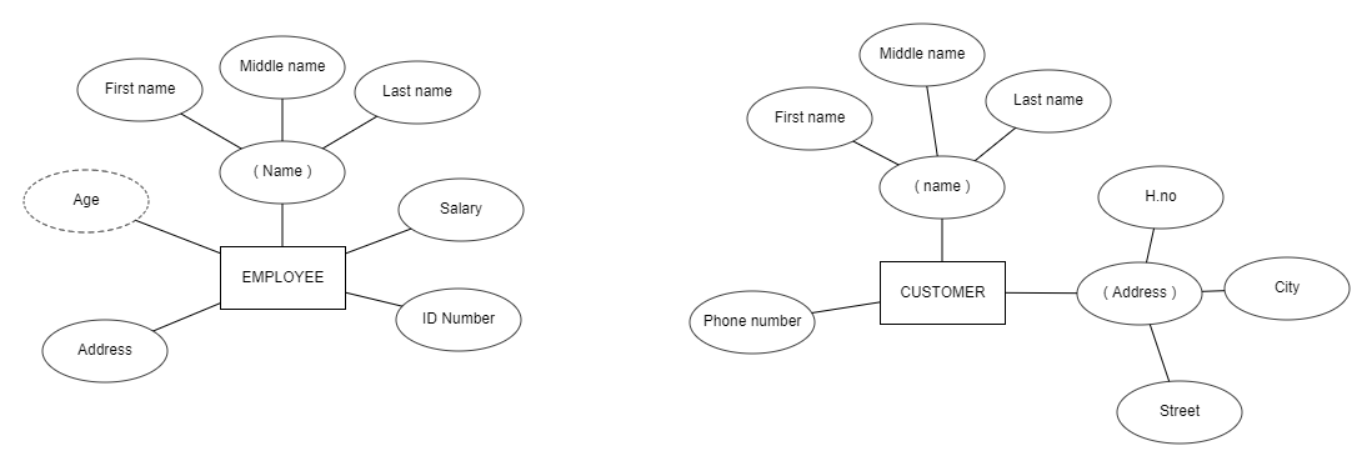 Middle name
First name
Last name
( Name )
Age
Salary
EMPLOYEE
ID Number
Address
Middle name
First name
Last name
( name )
H.no
CUSTOMER
( Address )
City
Phone number
Street